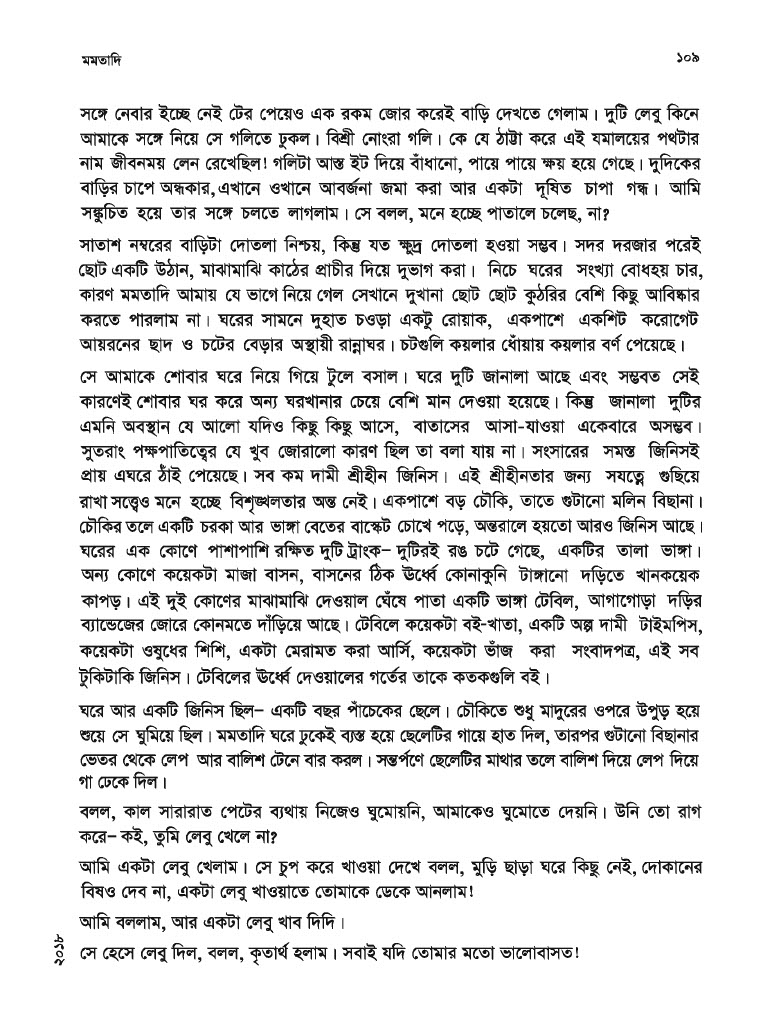 মমতাদি
১০৯
সঙ্গে নেবার ইচ্ছে নেই টের পেয়েও এক রকম জোর করেই বাড়ি দেখতে গেলাম। দুটি লেবু কিনে
আমাকে সঙ্গে নিয়ে সে গলিতে ঢুকল। বিশ্রী নোংরা গলি। কে যে ঠাট্টা করে এই যমালয়ের পথটার
নাম জীবনময় লেন রেখেছিল! গলিটা আস্ত ইট দিয়ে বাঁধানো, পায়ে পায়ে ক্ষয় হয়ে গেছে। দুদিকের
বাড়ির চাপে অন্ধকার, এখানে ওখানে আবর্জনা জমা করা আর একটা দূষিত চাপা গন্ধ। আমি
সঙ্কুচিত হয়ে তার সঙ্গে চলতে লাগলাম। সে বলল, মনে হচ্ছে পাতালে চলেছ, না?
সাতাশ নম্বরের বাড়িটা দোতলা নিশ্চয়, কিন্তু যত ক্ষুদ্র দোতলা হওয়া সম্ভব। সদর দরজার পরেই
ছোট একটি উঠান, মাঝামাঝি কাঠের প্রাচীর দিয়ে দুভাগ করা। নিচে ঘরের সংখ্যা বোধহয় চার,
কারণ মমতাদি আমায় যে ভাগে নিয়ে গেল সেখানে দুখানা ছোট ছোট কুঠরির বেশি কিছু আবিষ্কার
করতে পারলাম না। ঘরের সামনে দুহাত চওড়া একটু রোয়াক, একপাশে একশিট করোগেট
আয়রনের ছাদ ও চটের বেড়ার অস্থায়ী রান্নাঘর। চটগুলি কয়লার ধোঁয়ায় কয়লার বর্ণ পেয়েছে।
সে আমাকে শোবার ঘরে নিয়ে গিয়ে টুলে বসাল। ঘরে দুটি জানালা আছে এবং সম্ভবত সেই
কারণেই শোবার ঘর করে অন্য ঘরখানার চেয়ে বেশি মান দেওয়া হয়েছে। কিন্তু জানালা দুটির
এমনি অবস্থান যে আলো যদিও কিছু কিছু আসে, বাতাসের আসা-যাওয়া একেবারে অসম্ভব।
সুতরাং পক্ষপাতিত্বের যে খুব জোরালো কারণ ছিল তা বলা যায় না। সংসারের সমস্ত জিনিসই
প্রায় এঘরে ঠাঁই পেয়েছে। সব কম দামী শ্রীহীন জিনিস। এই শ্রীহীনতার জন্য সযত্নে গুছিয়ে
রাখা সত্ত্বেও মনে হচ্ছে বিশৃঙ্খলতার অন্ত নেই। একপাশে বড় চৌকি, তাতে গুটানো মলিন বিছানা।
চৌকির তলে একটি চরকা আর ভাঙ্গা বেতের বাস্কেট চোখে পড়ে, অন্তরালে হয়তো আরও জিনিস আছে।
ঘরের এক কোণে পাশাপাশি রক্ষিত দুটি ট্রাংক– দুটিরই রঙ চটে গেছে, একটির তালা ভাঙ্গা।
অন্য কোণে কয়েকটা মাজা বাসন, বাসনের ঠিক ঊর্ধ্বে কোনাকুনি টাঙ্গানো দড়িতে খানকয়েক
কাপড়। এই দুই কোণের মাঝামাঝি দেওয়াল ঘেঁষে পাতা একটি ভাঙ্গা টেবিল, আগাগোড়া দড়ির
ব্যান্ডেজের জোরে কোনমতে দাঁড়িয়ে আছে। টেবিলে কয়েকটা বই-খাতা, একটি অল্প দামী টাইমপিস,
কয়েকটা ওষুধের শিশি, একটা মেরামত করা আর্সি, কয়েকটা ভাঁজ করা সংবাদপত্র, এই সব
টুকিটাকি জিনিস। টেবিলের ঊর্ধ্বে দেওয়ালের গর্তের তাকে কতকগুলি বই।
ঘরে আর একটি জিনিস ছিল– একটি বছর পাঁচেকের ছেলে। চৌকিতে শুধু মাদুরের ওপরে উপুড় হয়ে
শুয়ে সে ঘুমিয়ে ছিল। মমতাদি ঘরে ঢুকেই ব্যস্ত হয়ে ছেলেটির গায়ে হাত দিল, তারপর গুটানো বিছানার
ভেতর থেকে লেপ আর বালিশ টেনে বার করল। সন্তর্পণে ছেলেটির মাথার তলে বালিশ দিয়ে লেপ দিয়ে
গা ঢেকে দিল।
বলল, কাল সারারাত পেটের ব্যথায় নিজেও ঘুমোয়নি, আমাকেও ঘুমোতে দেয়নি। উনি তো রাগ
করে– কই, তুমি লেবু খেলে না?
আমি একটা লেবু খেলাম। সে চুপ করে খাওয়া দেখে বলল, মুড়ি ছাড়া ঘরে কিছু নেই, দোকানের
বিষও দেব না, একটা লেবু খাওয়াতে তোমাকে ডেকে আনলাম!
আমি বললাম, আর একটা লেবু খাব দিদি।
সে হেসে লেবু দিল, বলল, কৃতার্থ হলাম। সবাই যদি তোমার মতো ভালোবাসত!
২০১৮